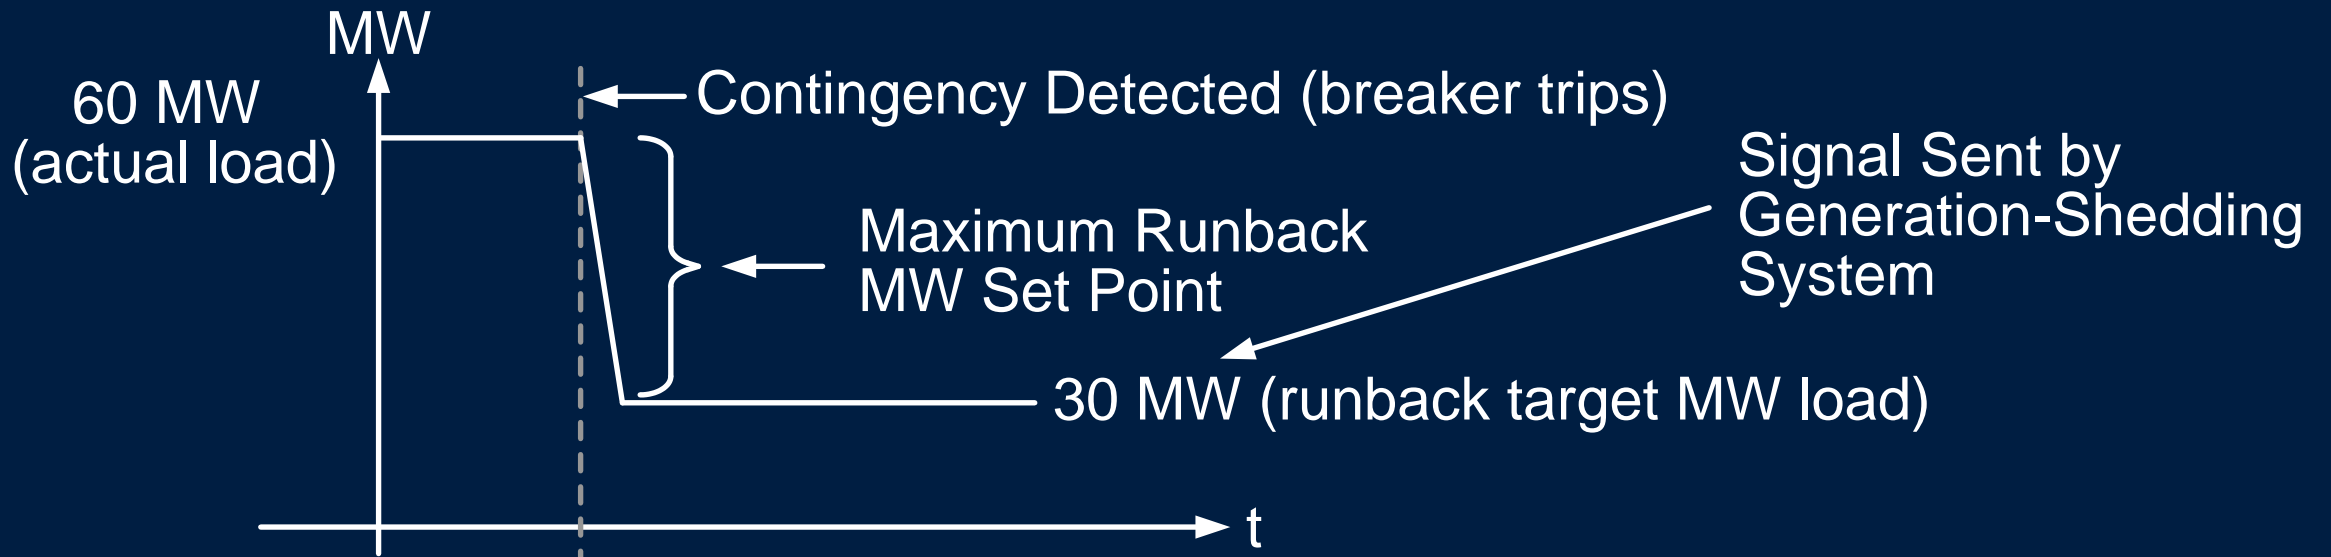 MW
60 MW
(actual load)
Contingency Detected (breaker trips)
Signal Sent by
Generation-Shedding
System
Maximum Runback
MW Set Point
30 MW (runback target MW load)
t